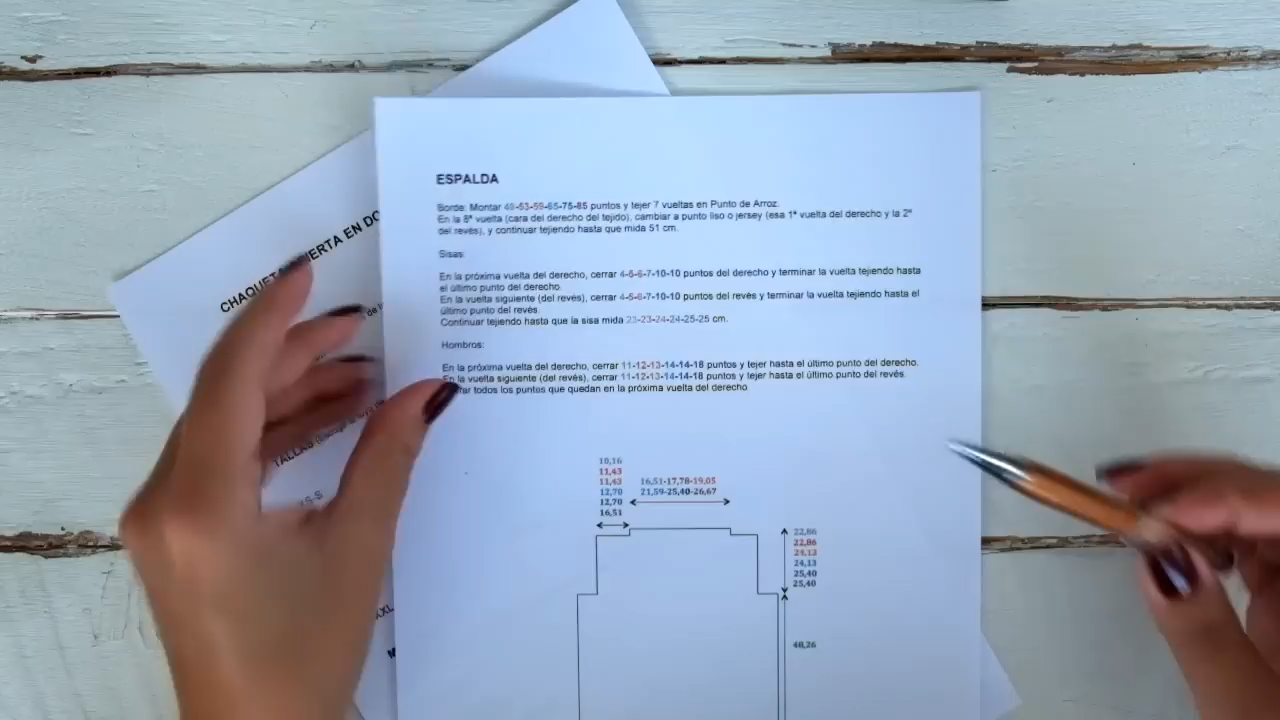 ESPALDA
Borde: Montar 49-53-59-65-75-85 puntos y tejer 7 vueltas en Punto de Arroz.
En la 8ª vuelta (cara del derecho del tejido), cambiar a punto liso o jersey (esa 1ª vuelta del derecho y la 2ª
del revés), y continuar tejiendo hasta que mida 51 cm.
Sisas:
En la próxima vuelta del derecho, cerrar 4-5-6-7-10-10 puntos del derecho y terminar la vuelta tejiendo hasta
el último punto del derecho.
En la vuelta siguiente (del revés), cerrar 4-5-6-7-10-10 puntos del revés y terminar la vuelta tejiendo hasta el
último punto del revés.
Continuar tejiendo hasta que la sisa mida 23-23-24-24-25-25 cm.
Hombros:
En la próxima vuelta del derecho, cerrar 11-12-13-14-14-18 puntos y tejer hasta el último punto del derecho.
En la vuelta siguiente (del revés), cerrar 11-12-13-14-14-18 puntos y tejer hasta el último punto del revés.
todos los puntos que quedan en la próxima vuelta del derecho
10,16
11,43
11,43
12,70
12,70
16,51
16,51-17,78-19,05
21,59-25,40-26,67
22,86
22,86
24,13
24,13
25,40
25,40
48,26
CHAQUETA
EN DO
TALLAS
XS-S
XXL
M